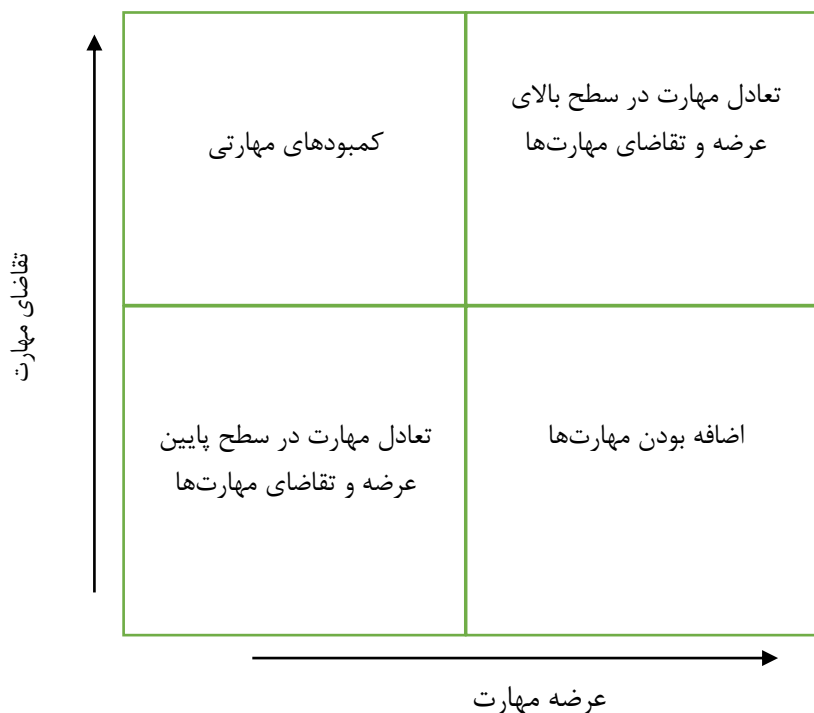 تعادل مهارت در سطح بالای
عرضه و تقاضای مهارت‌ها
کمبودهای مهارتی
تقاضای مهارت
اضافه بودن مهارت‌ها
تعادل مهارت در سطح پایین
عرضه و تقاضای مهارت‌ها
عرضه مهارت